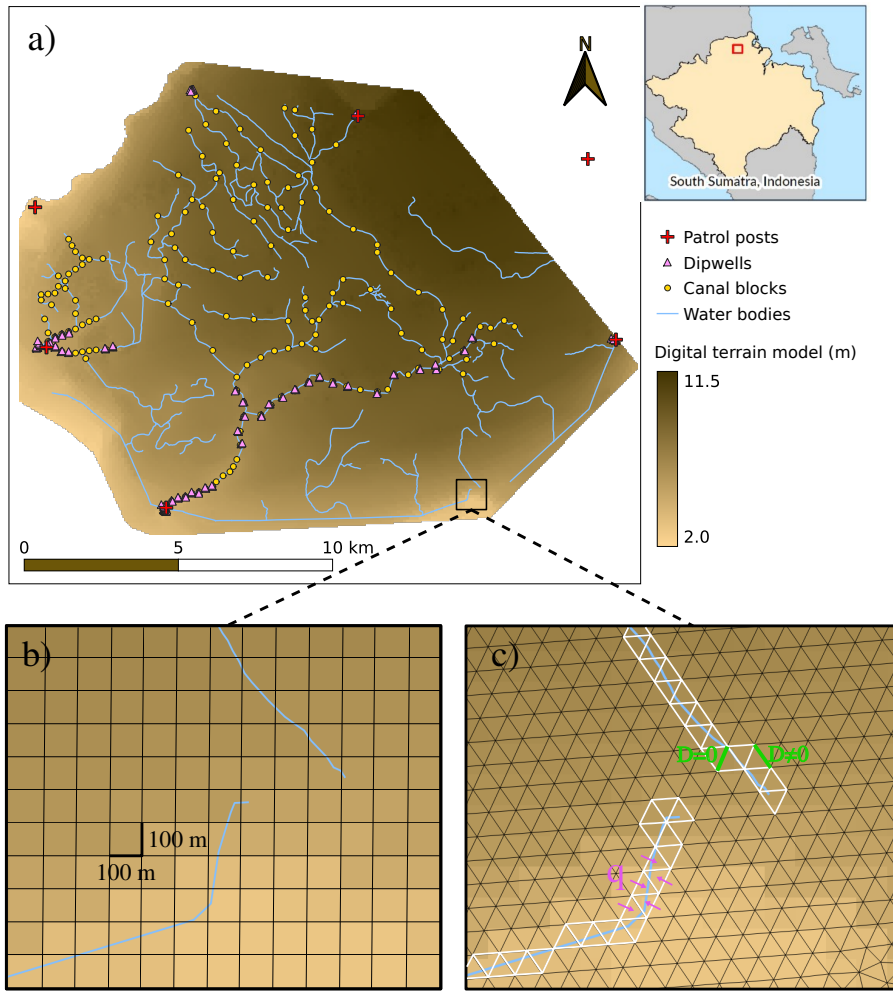 a)
N
South Sumatra, Indonesia
Patrol posts
Dipwells
Canal blocks
Water bodies
Digital terrain model (m)
11.5
2.0
0 5 10 km
b)
100 m
100 m
c)
D=0 D≠0
q